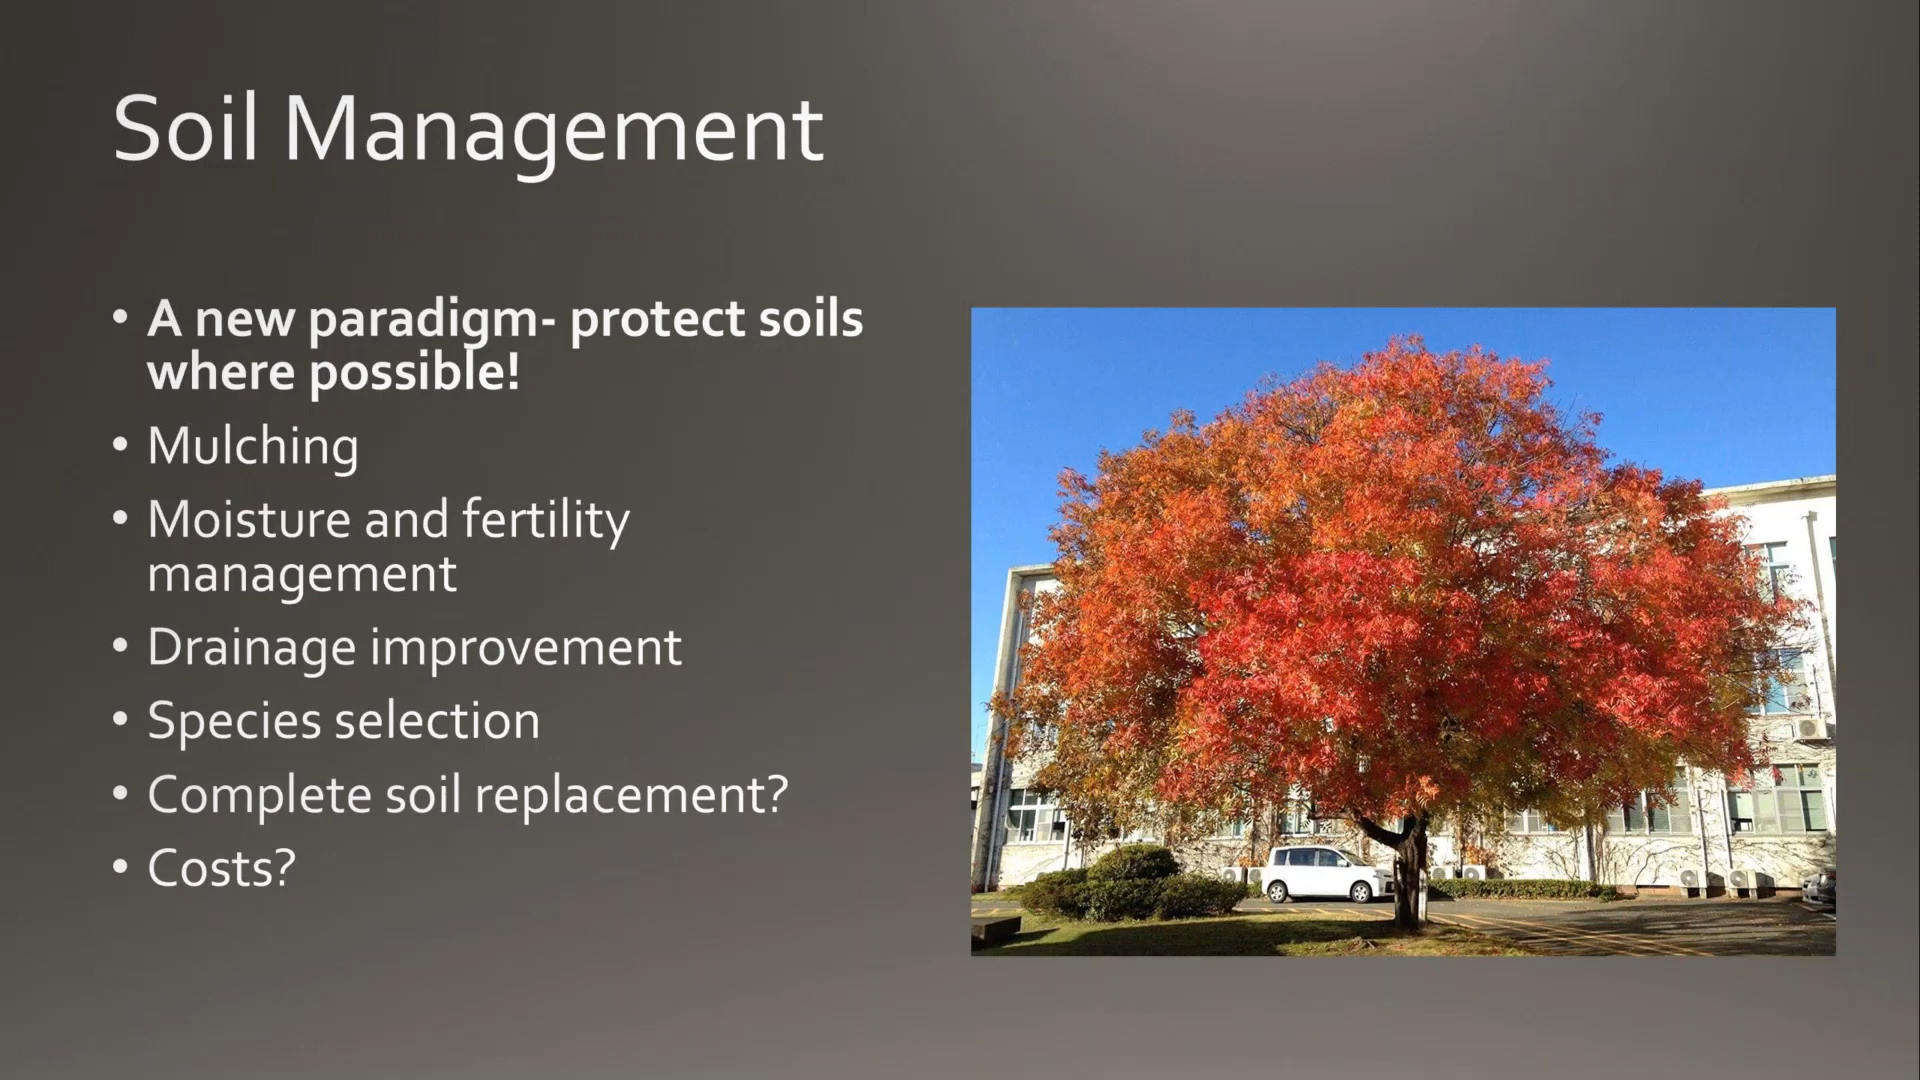 Soil Management
• A new paradigm- protect soils
where possible!
• Mulching
• Moisture and fertility
management
• Drainage improvement
• Species selection
• Complete soil replacement?
• Costs?